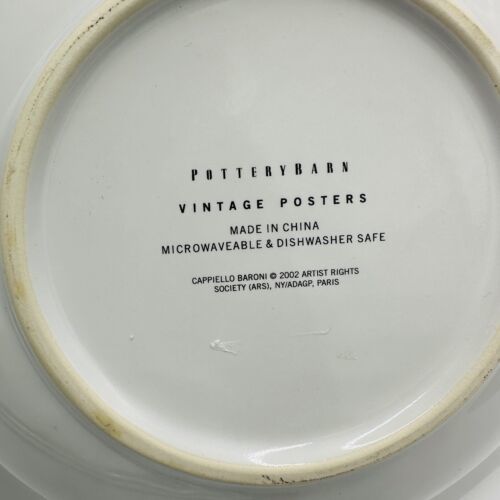 POTTERYBARN
VINTAGE POSTERS
MADE IN CHINA
MICROWAVEABLE & DISHWASHER SAFE
CAPPIELLO BARONI © 2002 ARTIST RIGHTS
SOCIETY (ARS), NY/ADAGP, PARIS